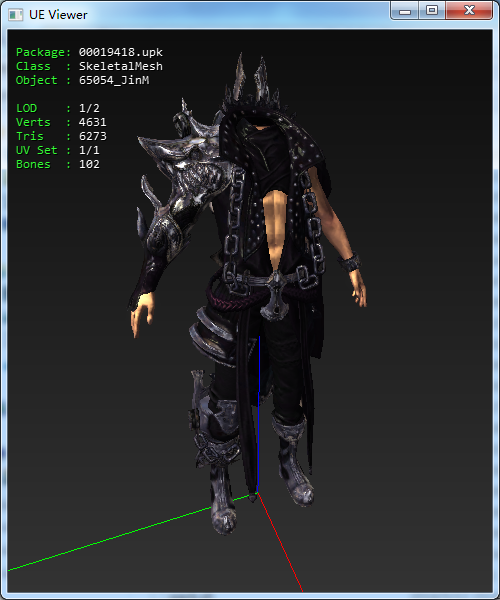 UE Viewer
Package: 00019418.upk
Class : SkeletalMesh
Object : 65054_JinM
LOD : 1/2
Verts : 4631
Tris : 6273
UV Set : 1/1
Bones : 102